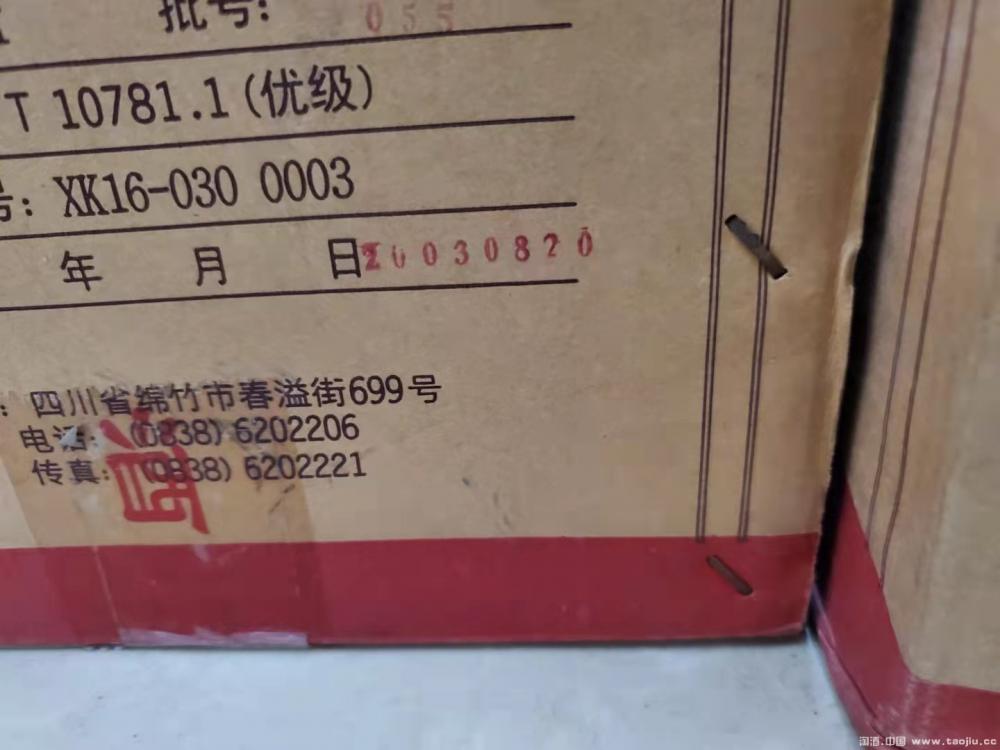 批号: 055
T 10781.1(优级)
号: XK16-030 0003
年 月 日20030820
: 四川省绵竹市春溢街699号
电话: (0838) 6202206
传真: (0838) 6202221
淘酒.中国 www.taojiu.cc